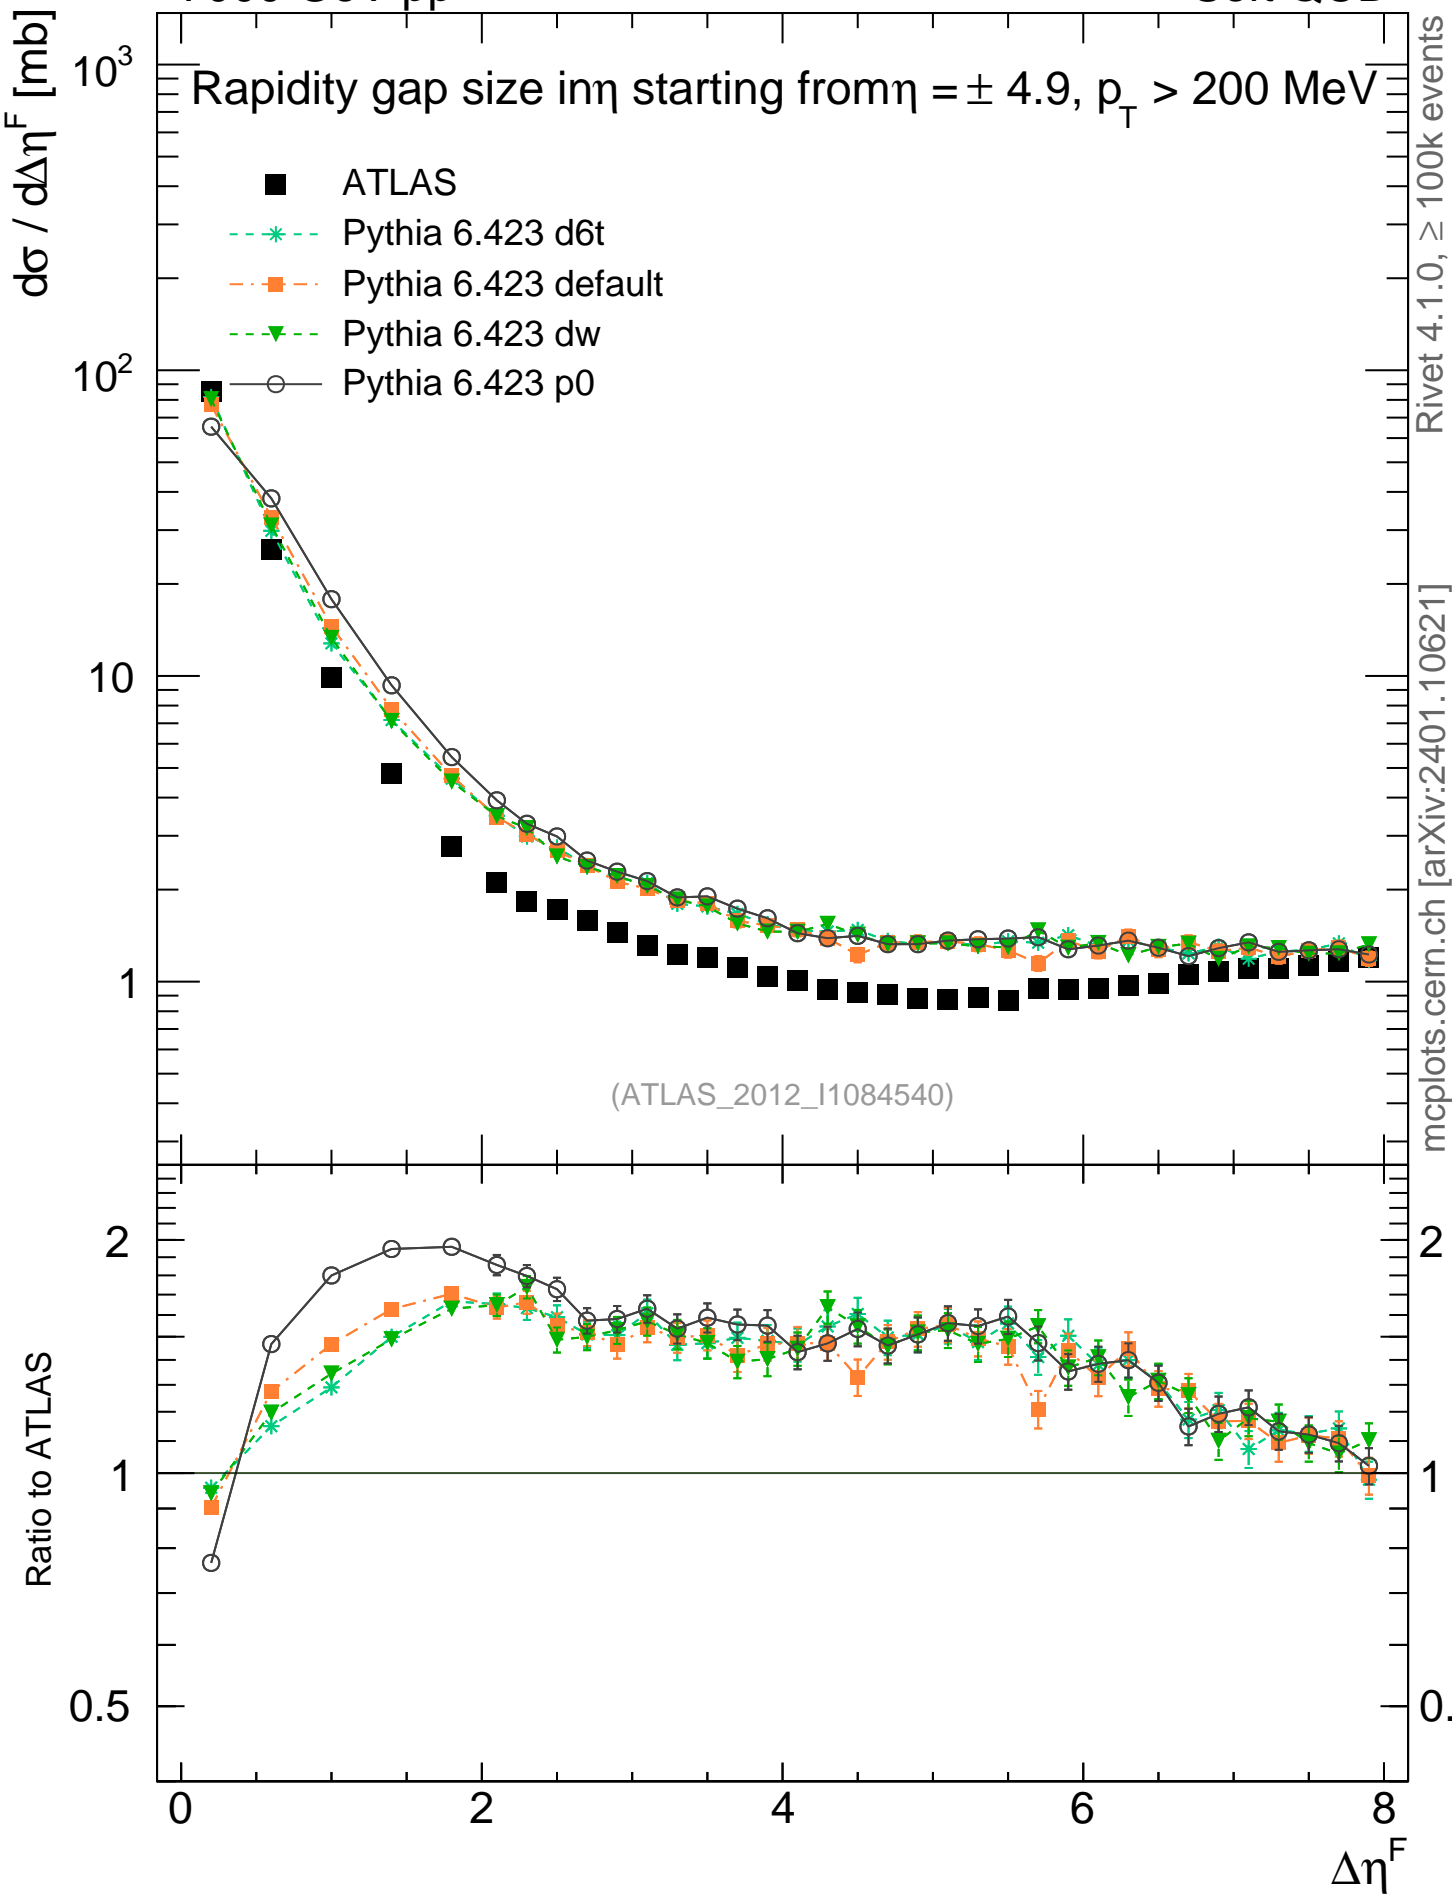 dσ / dΔη^F [mb]
Rapidity gap size inη starting fromη = ± 4.9, p_T > 200 MeV
ATLAS
Pythia 6.423 d6t
Pythia 6.423 default
Pythia 6.423 dw
Pythia 6.423 p0
10^3
10^2
10
1
(ATLAS_2012_I1084540)
Rivet 4.1.0, ≥ 100k events
mcplots.cern.ch [arXiv:2401.10621]
Ratio to ATLAS
2
1
0.5
2
1
0.
0 2 4 6 8
Δη^F